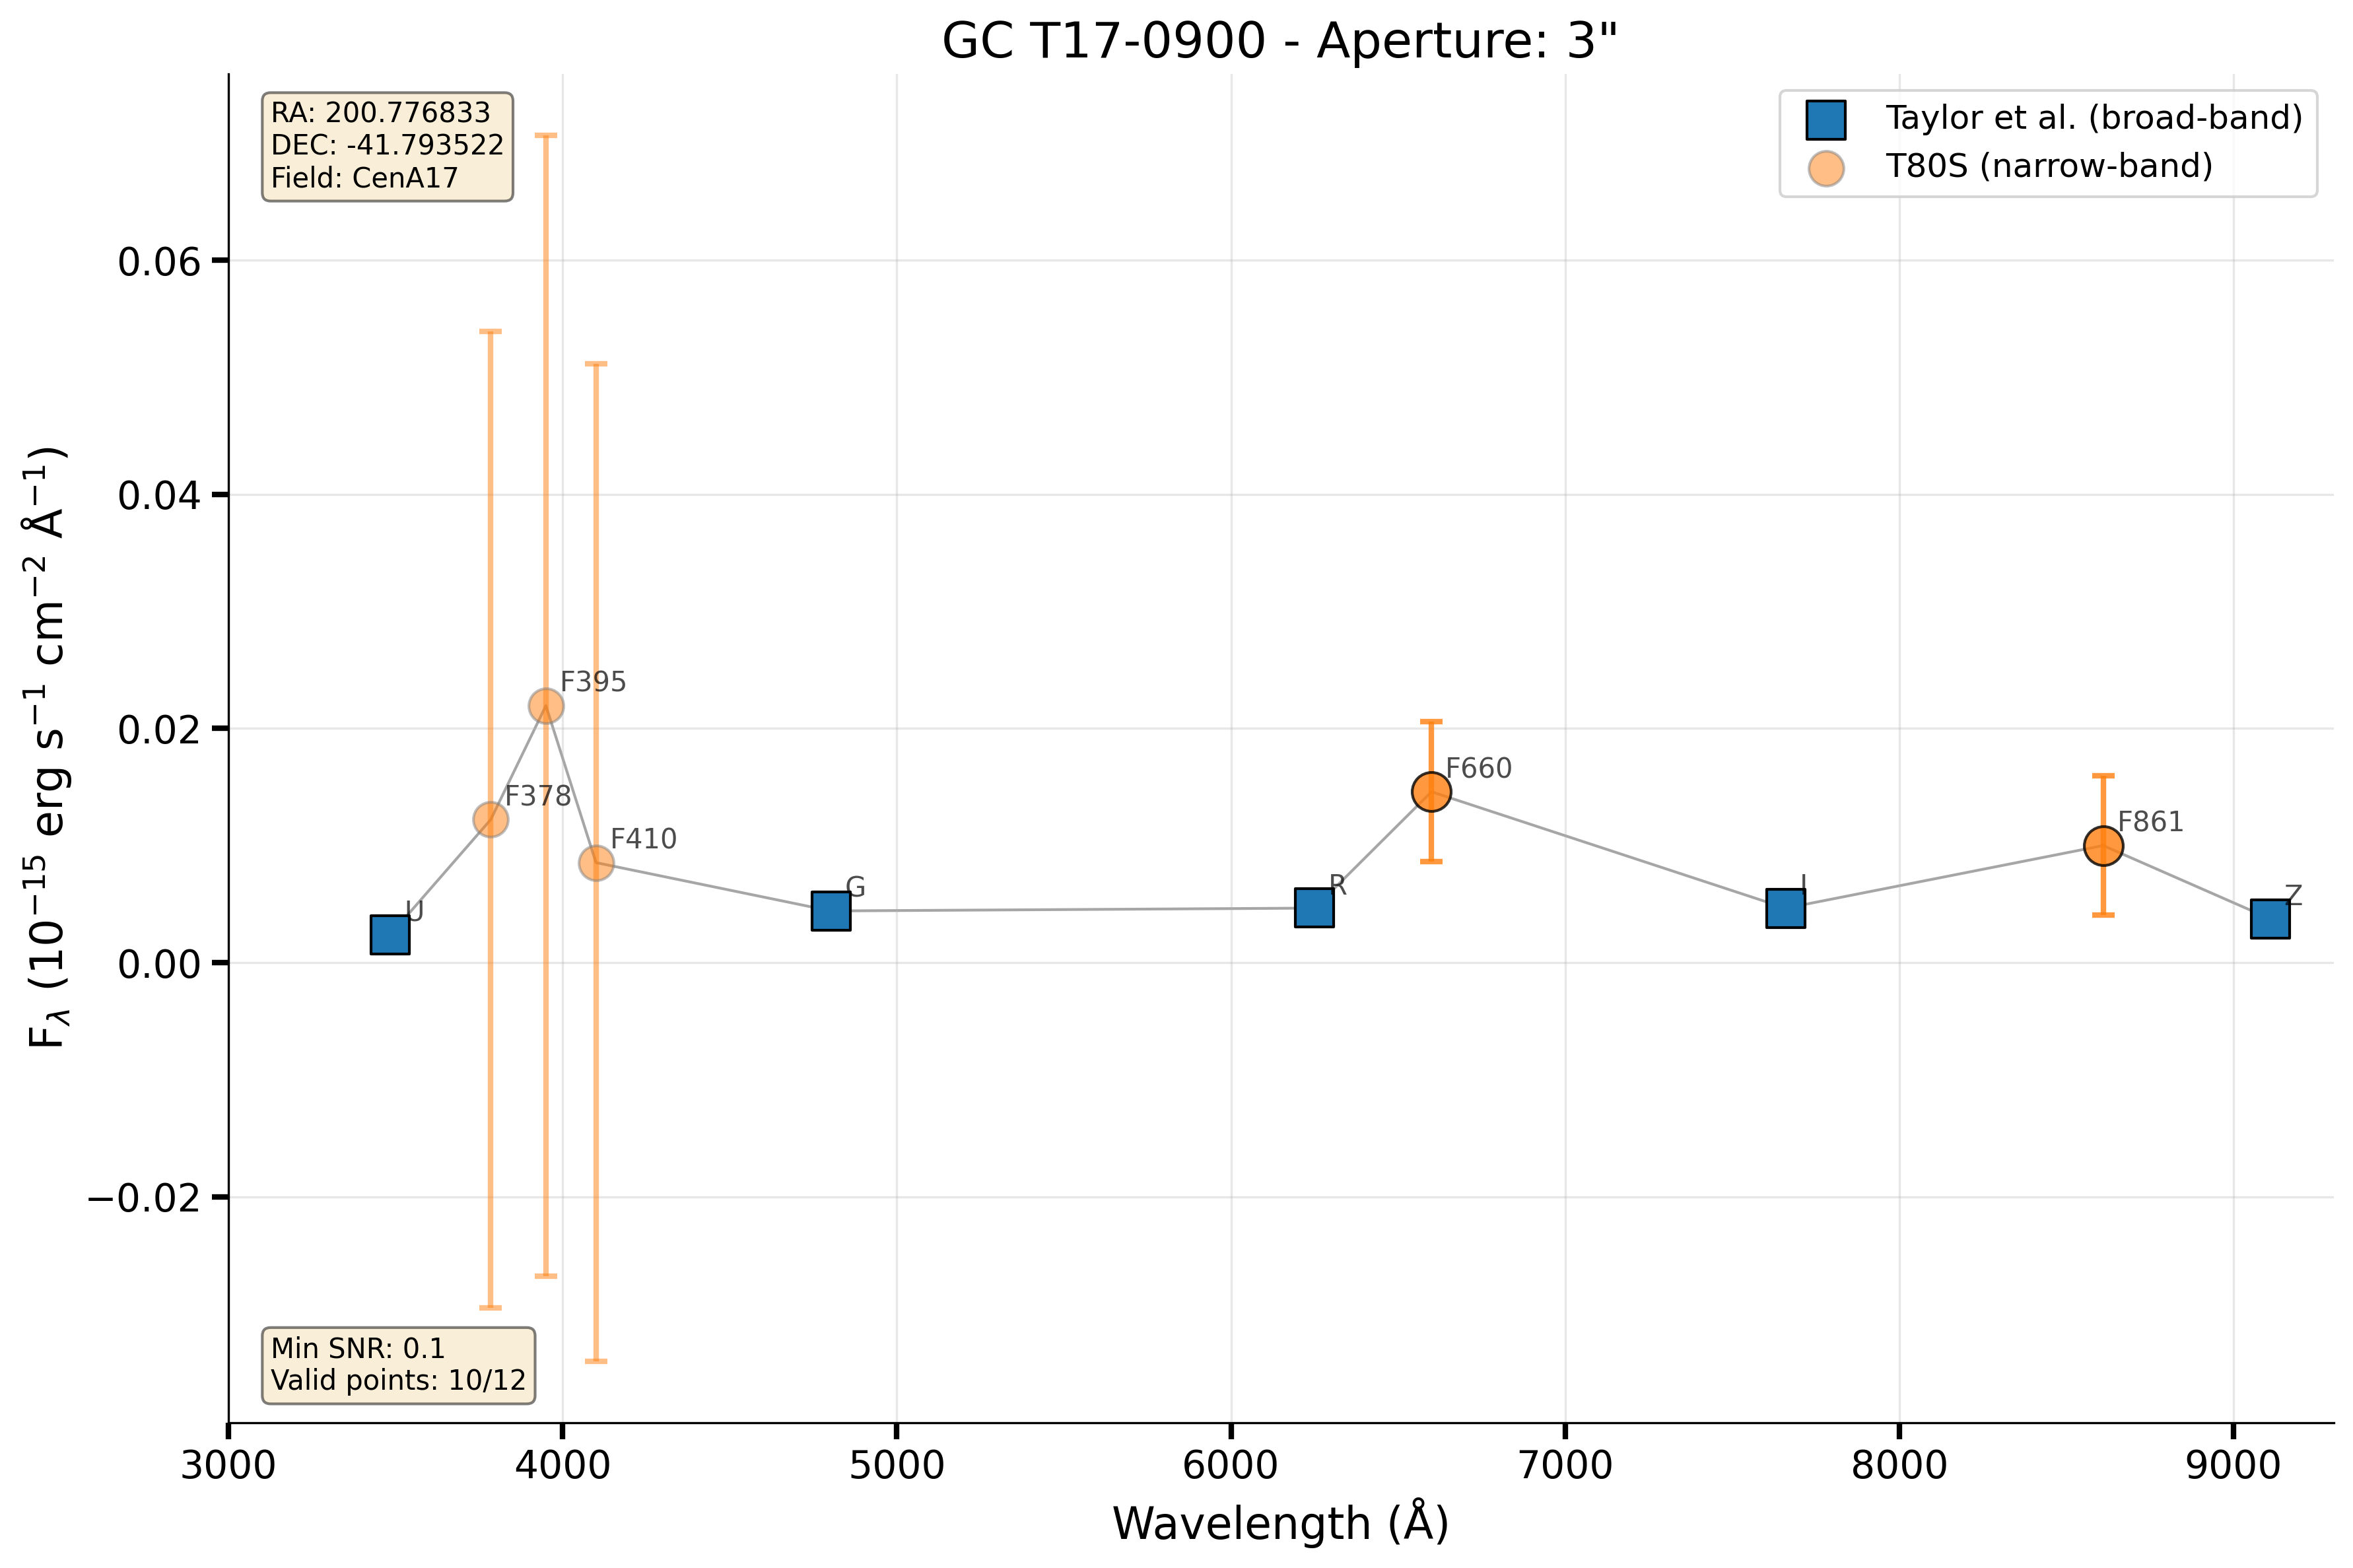 GC T17-0900 - Aperture: 3"
RA: 200.776833
DEC: -41.793522
Field: CenA17
Taylor et al. (broad-band)
T80S (narrow-band)
F_λ (10⁻¹⁵ erg s⁻¹ cm⁻² Å⁻¹)
0.06
0.04
0.02
0.00
−0.02
U
F378
F395
F410
G
R
F660
I
F861
Z
Min SNR: 0.1
Valid points: 10/12
3000
4000
5000
6000
7000
8000
9000
Wavelength (Å)